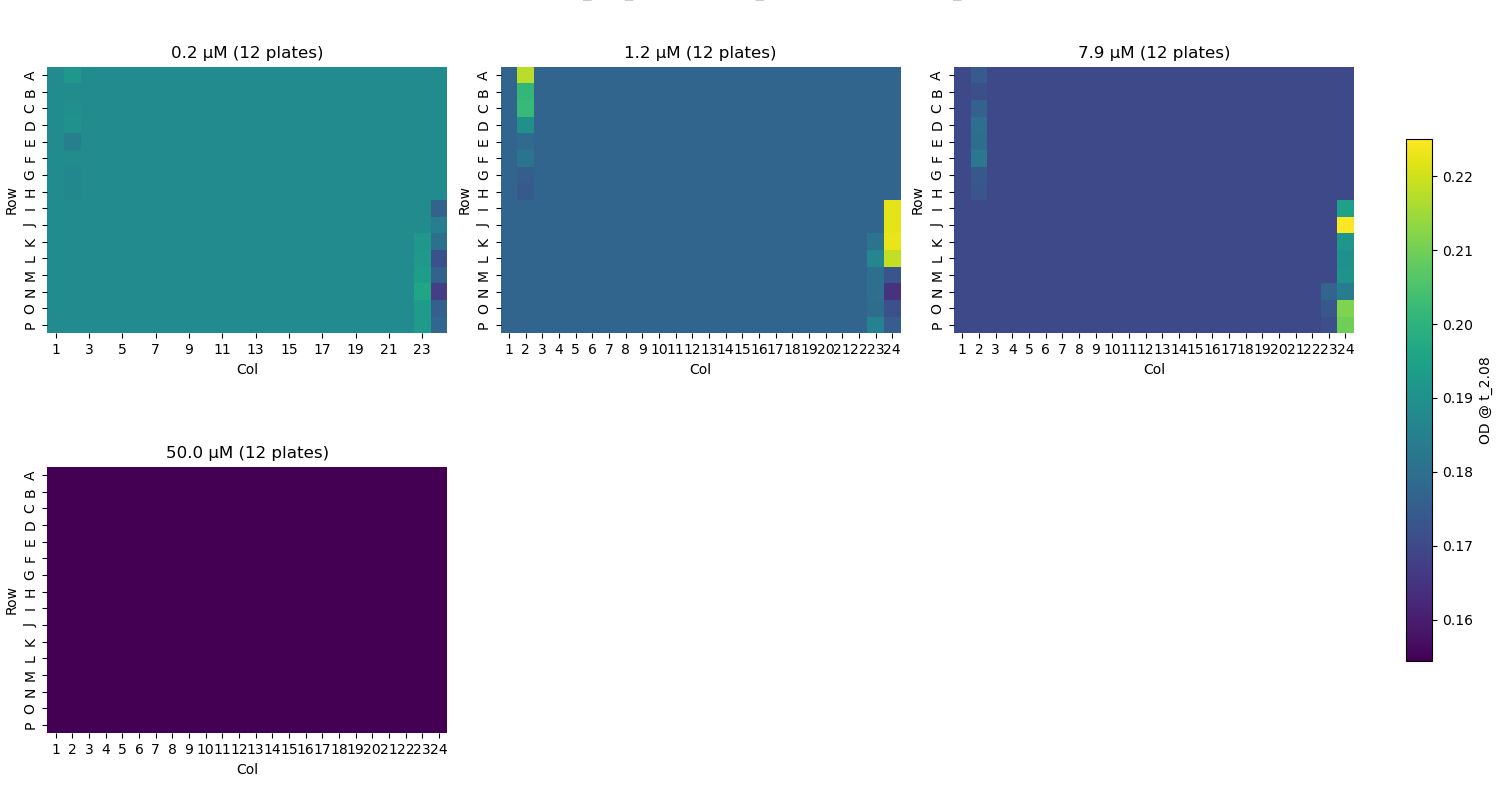 0.2 µM (12 plates)
Row
A B C D E F G H I J K L M N O P
1 3 5 7 9 11 13 15 17 19 21 23
Col
1.2 µM (12 plates)
Row
A B C D E F G H I J K L M N O P
1 2 3 4 5 6 7 8 9 10 11 12 13 14 15 16 17 18 19 20 21 22 23 24
Col
7.9 µM (12 plates)
Row
A B C D E F G H I J K L M N O P
1 2 3 4 5 6 7 8 9 10 11 12 13 14 15 16 17 18 19 20 21 22 23 24
Col
50.0 µM (12 plates)
Row
A B C D E F G H I J K L M N O P
1 2 3 4 5 6 7 8 9 10 11 12 13 14 15 16 17 18 19 20 21 22 23 24
Col
0.22
0.21
0.20
0.19
0.18
0.17
0.16
OD @ t_2.08